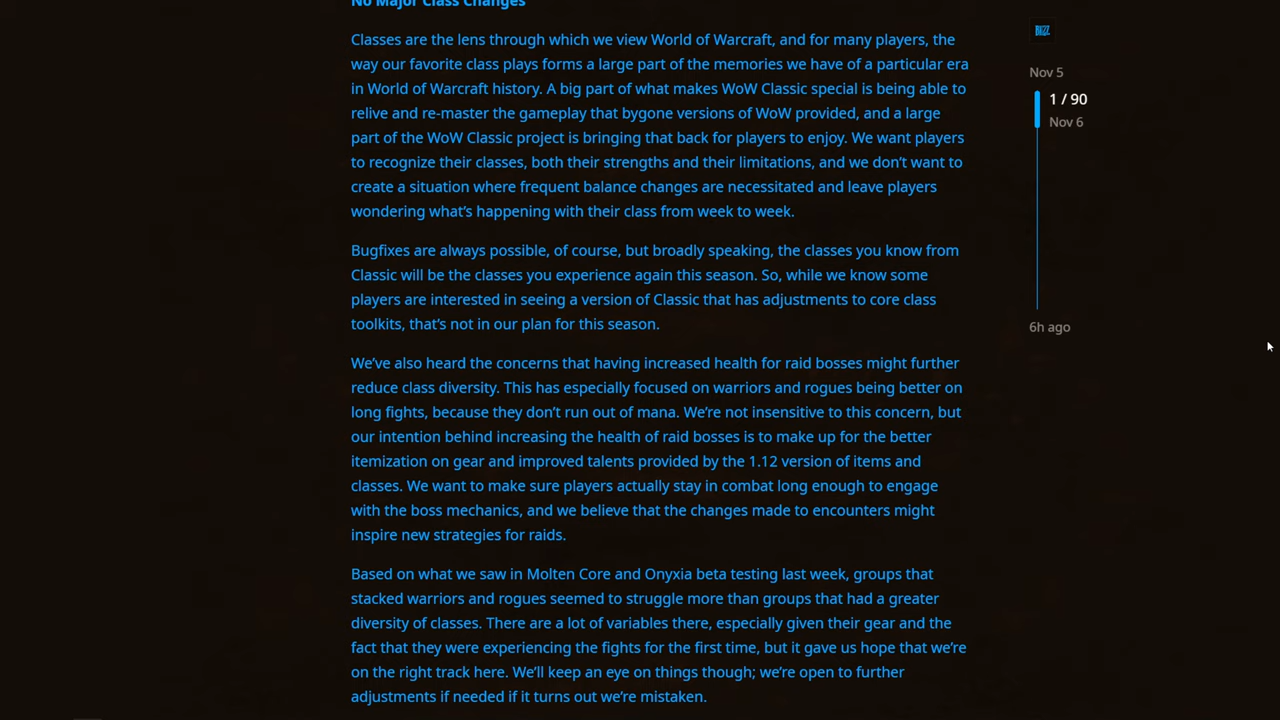 No Major Class Changes
Classes are the lens through which we view World of Warcraft, and for many players, the
way our favorite class plays forms a large part of the memories we have of a particular era
in World of Warcraft history. A big part of what makes WoW Classic special is being able to
relive and re-master the gameplay that bygone versions of WoW provided, and a large
part of the WoW Classic project is bringing that back for players to enjoy. We want players
to recognize their classes, both their strengths and their limitations, and we don’t want to
create a situation where frequent balance changes are necessitated and leave players
wondering what’s happening with their class from week to week.
Bugfixes are always possible, of course, but broadly speaking, the classes you know from
Classic will be the classes you experience again this season. So, while we know some
players are interested in seeing a version of Classic that has adjustments to core class
toolkits, that’s not in our plan for this season.
We’ve also heard the concerns that having increased health for raid bosses might further
reduce class diversity. This has especially focused on warriors and rogues being better on
long fights, because they don’t run out of mana. We’re not insensitive to this concern, but
our intention behind increasing the health of raid bosses is to make up for the better
itemization on gear and improved talents provided by the 1.12 version of items and
classes. We want to make sure players actually stay in combat long enough to engage
with the boss mechanics, and we believe that the changes made to encounters might
inspire new strategies for raids.
Based on what we saw in Molten Core and Onyxia beta testing last week, groups that
stacked warriors and rogues seemed to struggle more than groups that had a greater
diversity of classes. There are a lot of variables there, especially given their gear and the
fact that they were experiencing the fights for the first time, but it gave us hope that we’re
on the right track here. We’ll keep an eye on things though; we’re open to further
adjustments if needed if it turns out we’re mistaken.
BLIZZ
Nov 5
1 / 90
Nov 6
6h ago